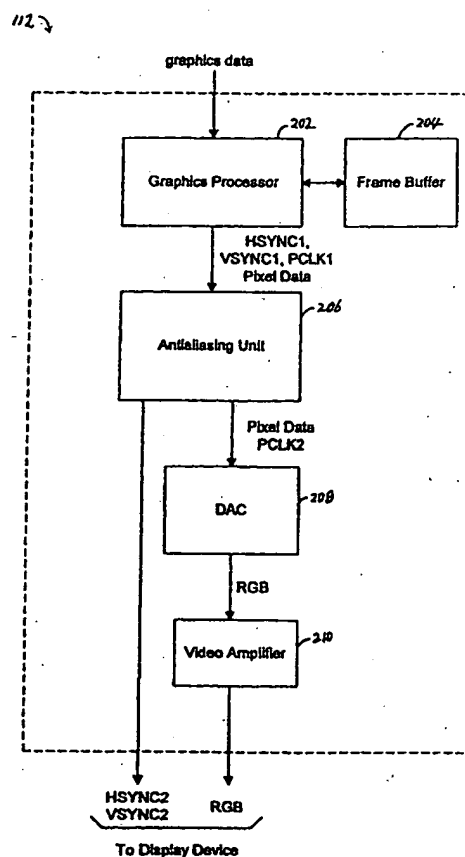 112
graphics data
202
204
Graphics Processor
Frame Buffer
HSYNC1,
VSYNC1, PCLK1
Pixel Data
206
Antialiasing Unit
Pixel Data
PCLK2
208
DAC
RGB
210
Video Amplifier
HSYNC2
VSYNC2
RGB
To Display Device